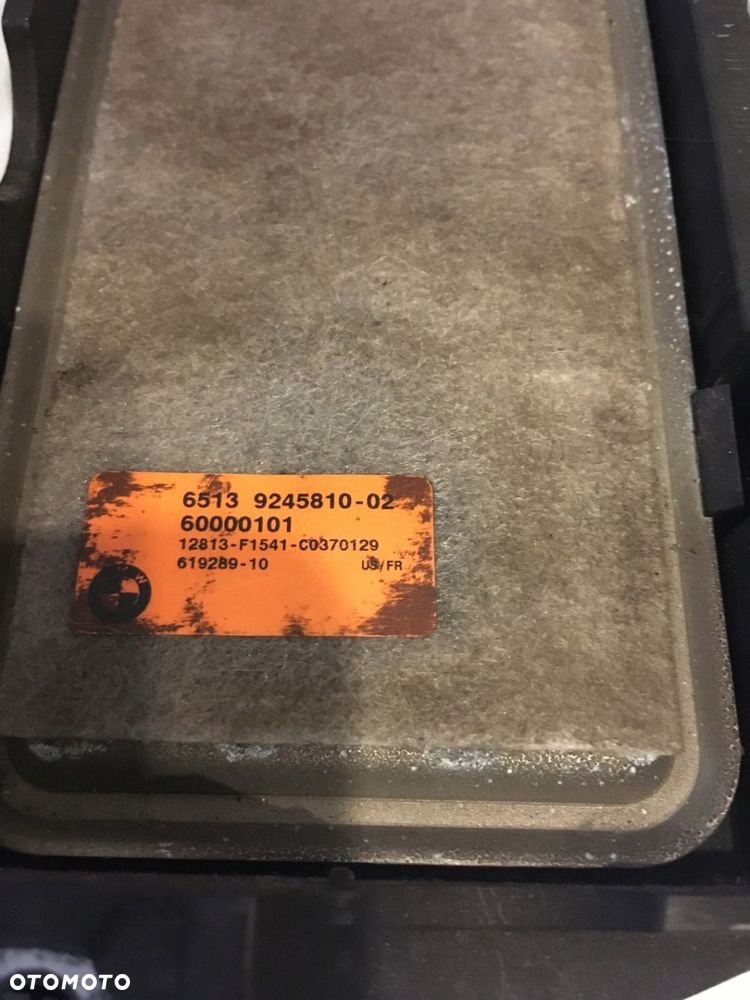 6513 9245810-02
60000101
12813-F1541-C0370129
619289-10 US/FR
OTOMOTO